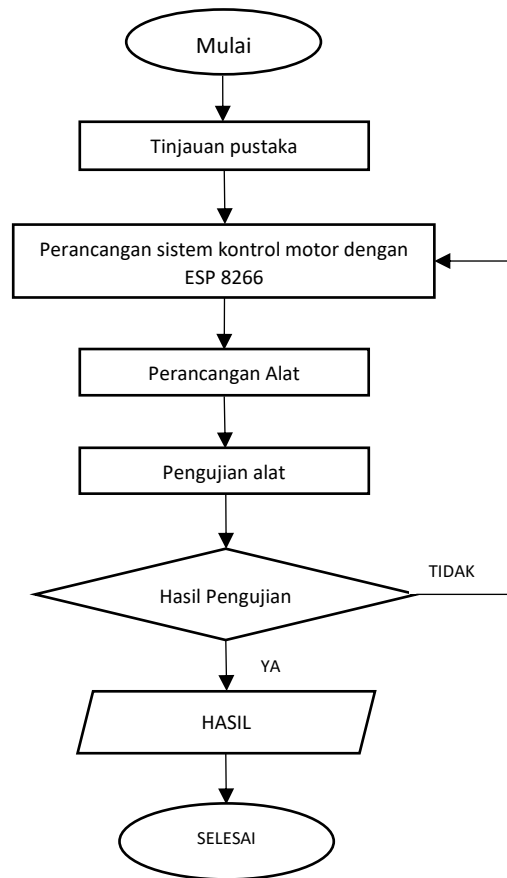 Mulai
Tinjauan pustaka
Perancangan sistem kontrol motor dengan
ESP 8266
Perancangan Alat
Pengujian alat
Hasil Pengujian
TIDAK
YA
HASIL
SELESAI